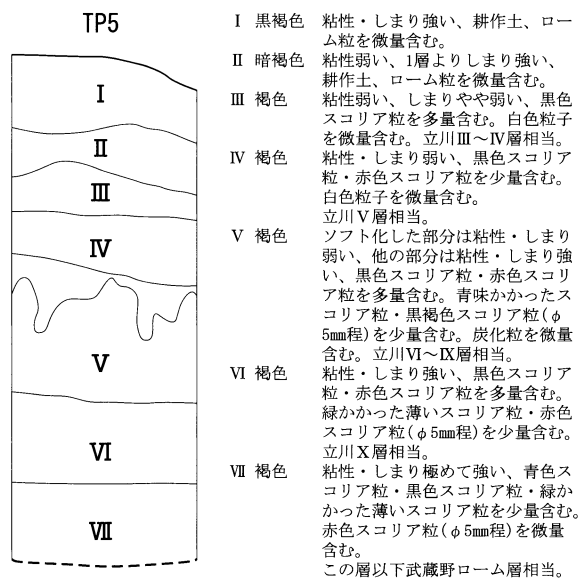 TP5
Ⅰ
Ⅱ
Ⅲ
Ⅳ
Ⅴ
Ⅵ
Ⅶ
Ⅰ 黒褐色 粘性・しまり強い、耕作土、ロー
ム粒を微量含む。
Ⅱ 暗褐色 粘性弱い、1層よりしまり強い、
耕作土、ローム粒を微量含む。
Ⅲ 褐色 粘性弱い、しまりやや弱い、黒色
スコリア粒を多量含む。白色粒子
を微量含む。立川Ⅲ～Ⅳ層相当。
Ⅳ 褐色 粘性・しまり弱い、黒色スコリア
粒・赤色スコリア粒を少量含む。
白色粒子を微量含む。
立川Ⅴ層相当。
Ⅴ 褐色 ソフト化した部分は粘性・しまり
弱い、他の部分は粘性・しまり強
い、黒色スコリア粒・赤色スコリ
ア粒を多量含む。青味かかったス
コリア粒・黒褐色スコリア粒(φ
5㎜程)を少量含む。炭化粒を微量
含む。立川Ⅵ～Ⅸ層相当。
Ⅵ 褐色 粘性・しまり強い、黒色スコリア
粒・赤色スコリア粒を多量含む。
緑かかった薄いスコリア粒・赤色
スコリア粒(φ5㎜程)を少量含む。
立川Ⅹ層相当。
Ⅶ 褐色 粘性・しまり極めて強い、青色ス
コリア粒・黒色スコリア粒・緑か
かった薄いスコリア粒を少量含む。
赤色スコリア粒(φ5㎜程)を微量
含む。
この層以下武蔵野ローム層相当。